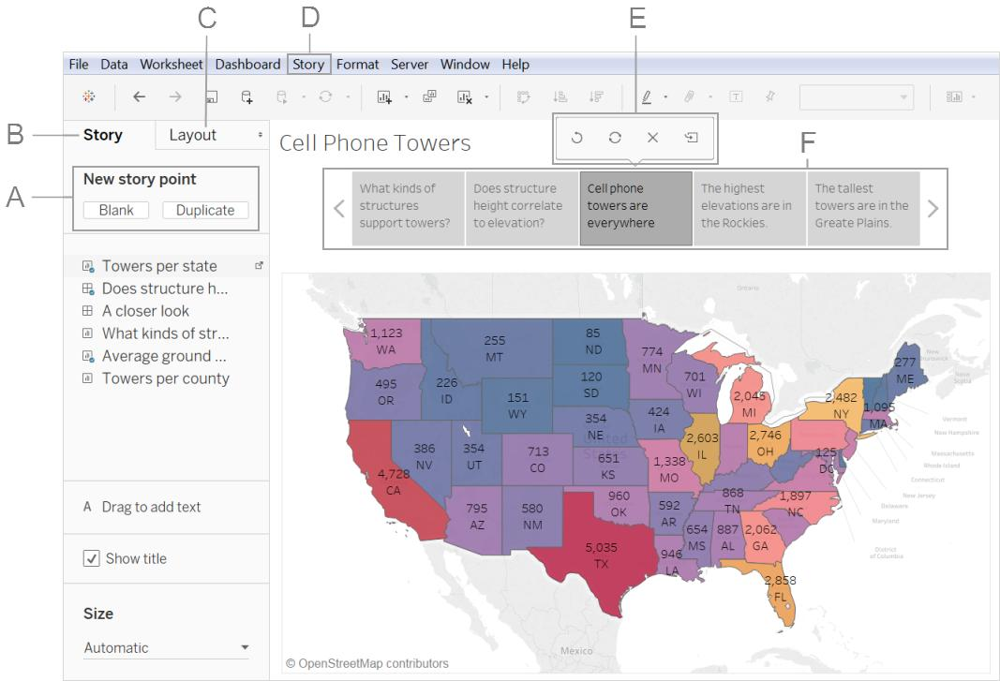 C
D
E
File Data Worksheet Dashboard Story Format Server Window Help
B
Story
Layout
Cell Phone Towers
F
A
New story point
Blank
Duplicate
What kinds of
structures
support towers?
Does structure
height correlate
to elevation?
Cell phone
towers are
everywhere
The highest
elevations are in
the Rockies.
The tallest
towers are in the
Greate Plains.
Towers per state
Does structure h...
A closer look
What kinds of str...
Average ground ...
Towers per county
A Drag to add text
Show title
Size
Automatic
Ontario
1,123
WA
255
MT
85
ND
774
MN
495
OR
226
ID
120
SD
701
WI
2,045
MI
277
ME
New
Brunswick
Nova
Scotia
151
WY
2,482
NY
1,095
MA
Vermont
New Hampshire
Massachusetts
Rhode Island
Connecticut
New Jersey
Delaware
Maryland
District
of Columbia
354
NE
424
IA
2,603
IL
2,746
OH
125
DC
United
States
386
NV
354
UT
713
CO
651
KS
1,338
MO
4,728
CA
868
TN
1,897
NC
795
AZ
580
NM
960
OK
592
AR
654
MS
887
AL
2,062
GA
5,035
TX
946
LA
2,858
FL
Mexico
© OpenStreetMap contributors